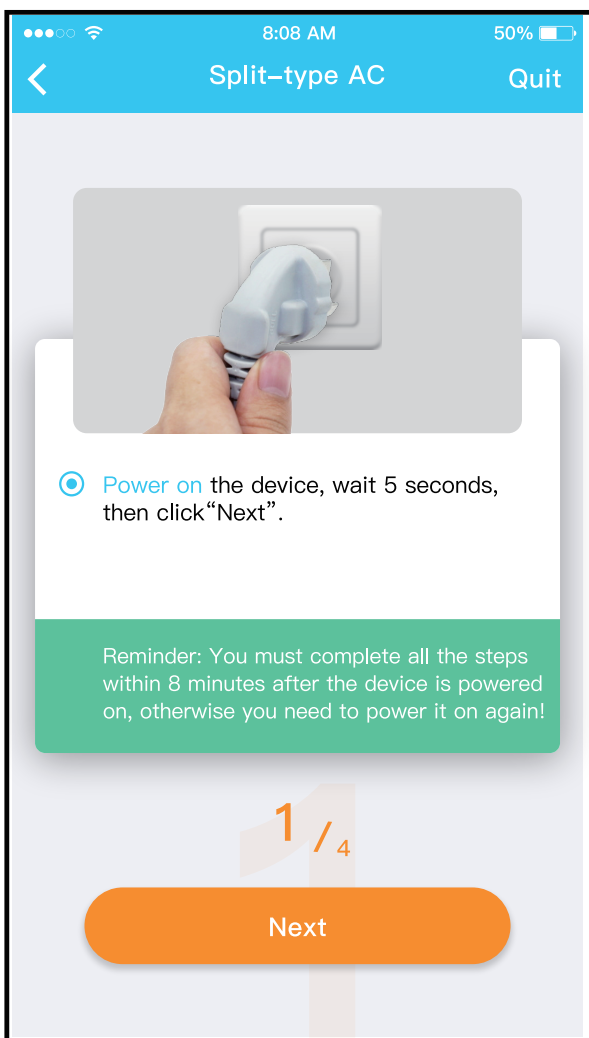 8:08 AM
50%
Split-type AC
Quit
Power on the device, wait 5 seconds,
then click“Next”.
Reminder: You must complete all the steps
within 8 minutes after the device is powered
on, otherwise you need to power it on again!
1
1 / 4
Next